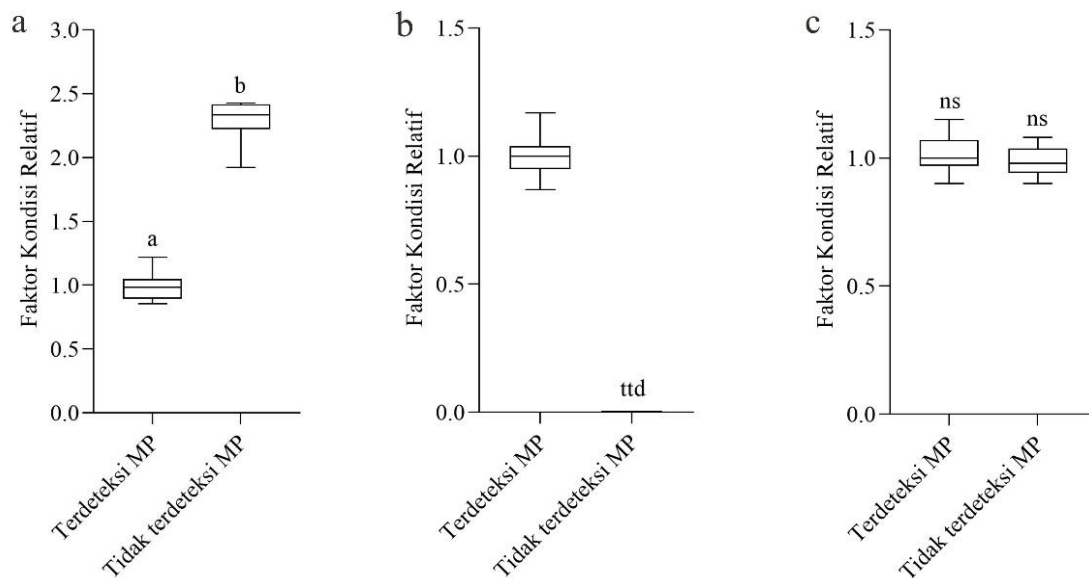 a
Faktor Kondisi Relatif
3.0
2.5
2.0
1.5
1.0
0.5
0.0
a
b
Terdeteksi MP
Tidak terdeteksi MP
b
Faktor Kondisi Relatif
1.5
1.0
0.5
0.0
ttd
Terdeteksi MP
Tidak terdeteksi MP
c
Faktor Kondisi Relatif
1.5
1.0
0.5
0.0
ns
ns
Terdeteksi MP
Tidak terdeteksi MP